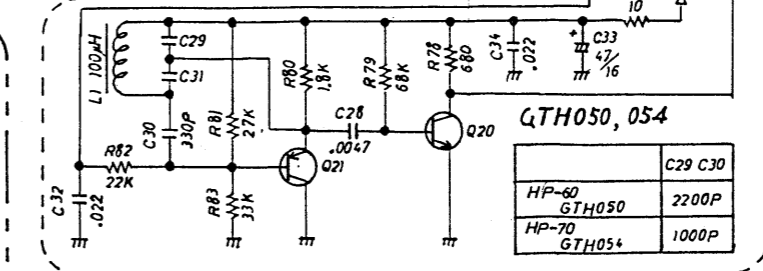 10
C29
L1 100μH
C31
R80 1.8K
R79 68K
R78 680
C34 .022
+ C33 47/16
C30 330P
R81 27K
C28 .0047
Q20
GTH050, 054
R82 22K
Q21
C32 .022
R83 33K
C29 C30
HP-60 GTH050 2200P
HP-70 GTH054 1000P